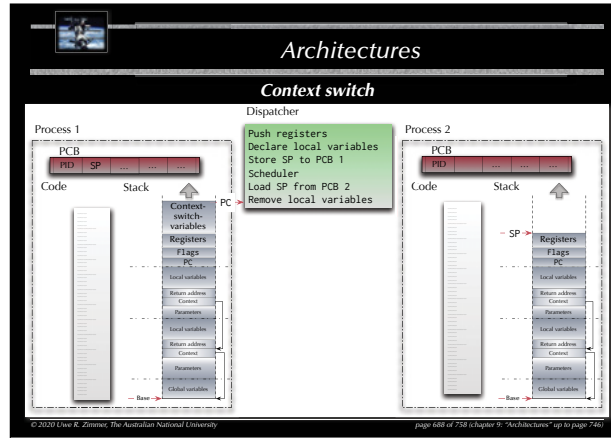 Architectures
Context switch
Dispatcher
Push registers
Declare local variables
Store SP to PCB 1
Scheduler
Load SP from PCB 2
Remove local variables
Process 1
PCB
PID SP ... ... ...
Code
Stack
PC
Context-
switch-
variables
Registers
Flags
PC
Local variables
Return address
Context
Parameters
Local variables
Return address
Context
Parameters
Global variables
Base
Process 2
PCB
PID ... ... ...
Code
Stack
SP
Registers
Flags
PC
Local variables
Return address
Context
Parameters
Local variables
Return address
Context
Parameters
Global variables
Base
© 2020 Uwe R. Zimmer, The Australian National University
page 688 of 758 (chapter 9: "Architectures" up to page 746)